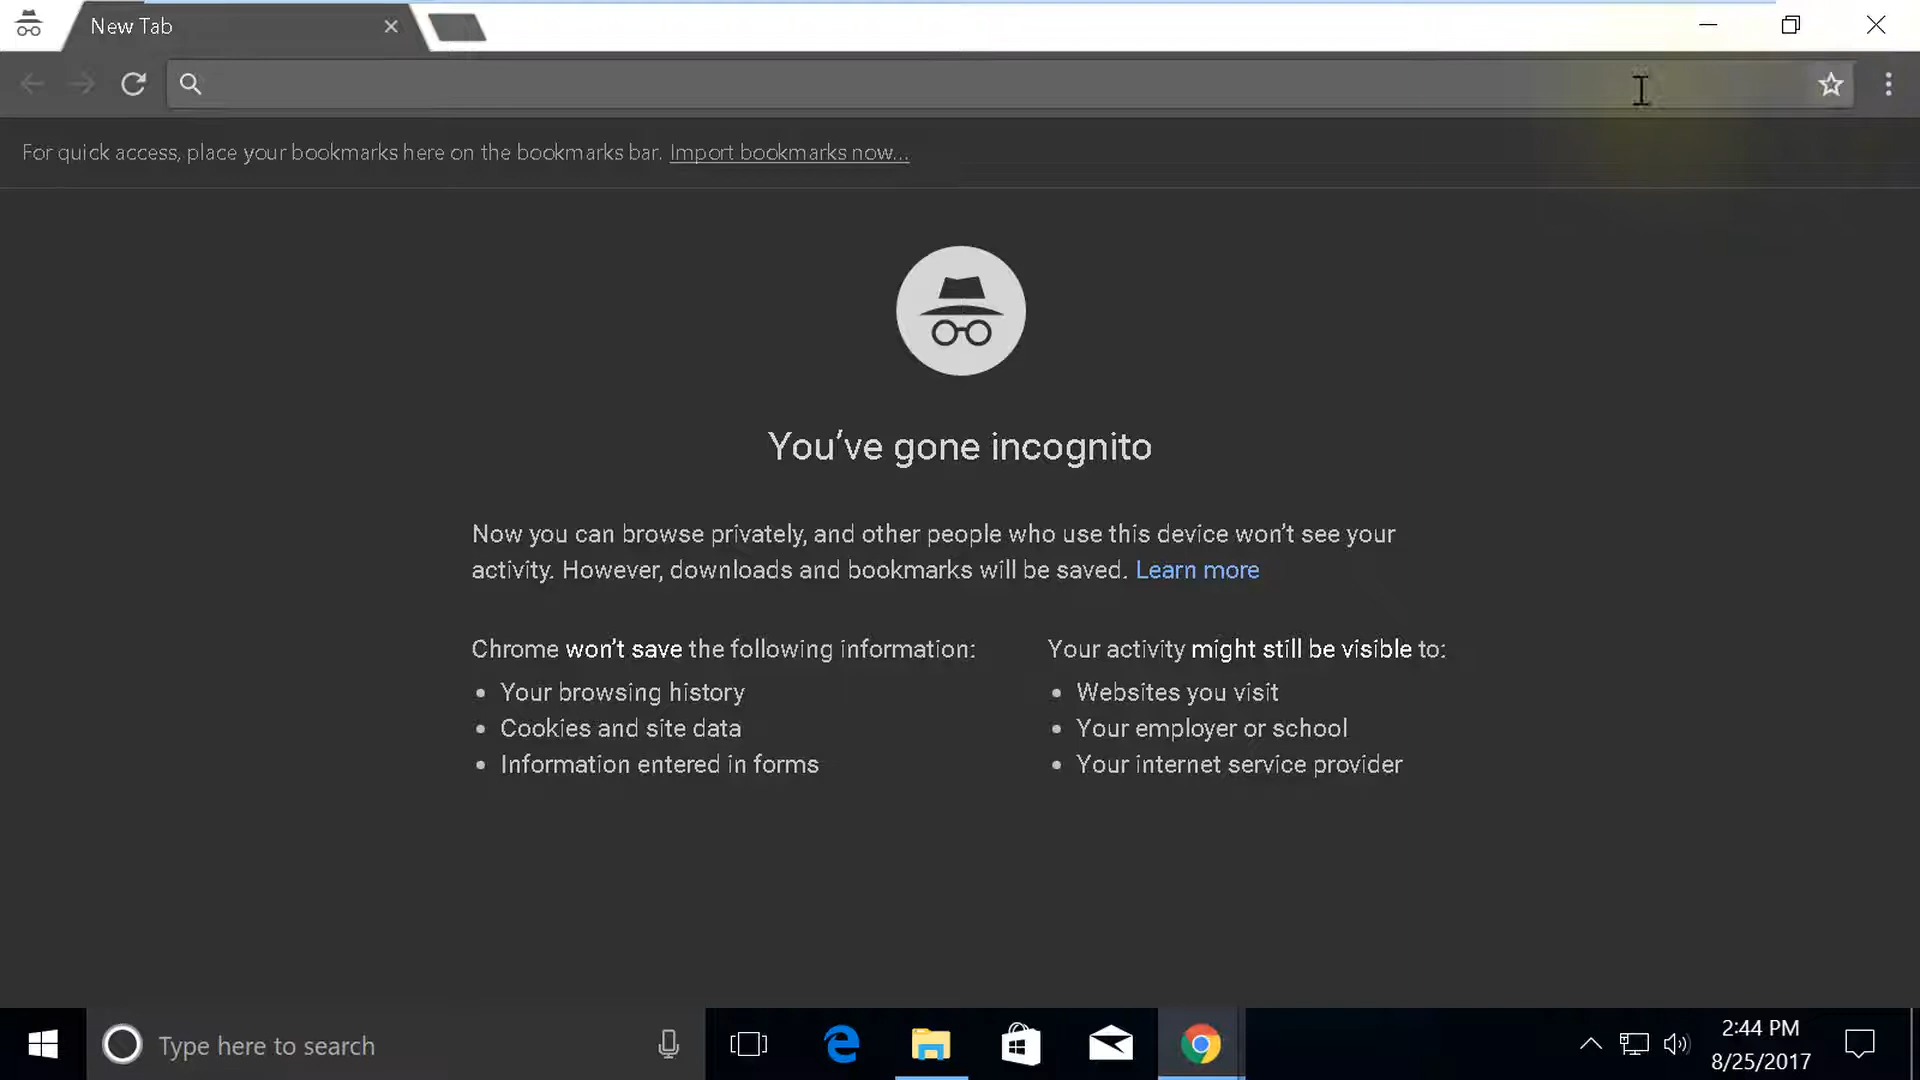 New Tab
For quick access, place your bookmarks here on the bookmarks bar. Import bookmarks now...
You've gone incognito
Now you can browse privately, and other people who use this device won't see your
activity. However, downloads and bookmarks will be saved. Learn more
Chrome won't save the following information:
Your browsing history
Cookies and site data
Information entered in forms
Your activity might still be visible to:
Websites you visit
Your employer or school
Your internet service provider
Type here to search
2:44 PM
8/25/2017